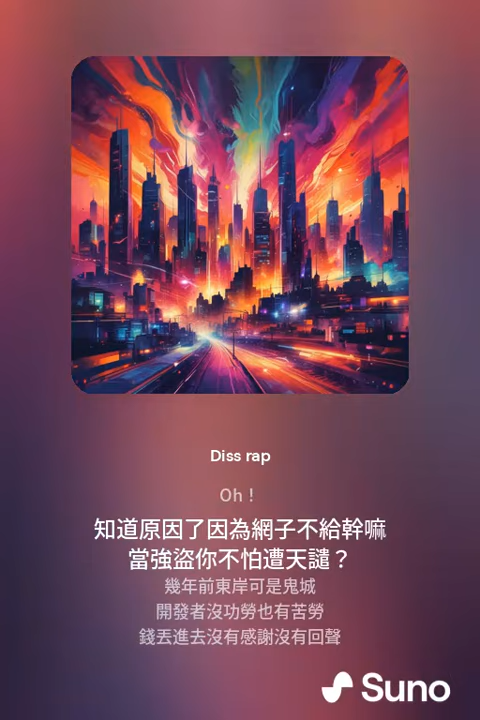 Diss rap
Oh！
知道原因了因為網子不給幹嘛
當強盜你不怕遭天譴？
幾年前東岸可是鬼城
開發者沒功勞也有苦勞
錢丟進去沒有感謝沒有回聲
Suno